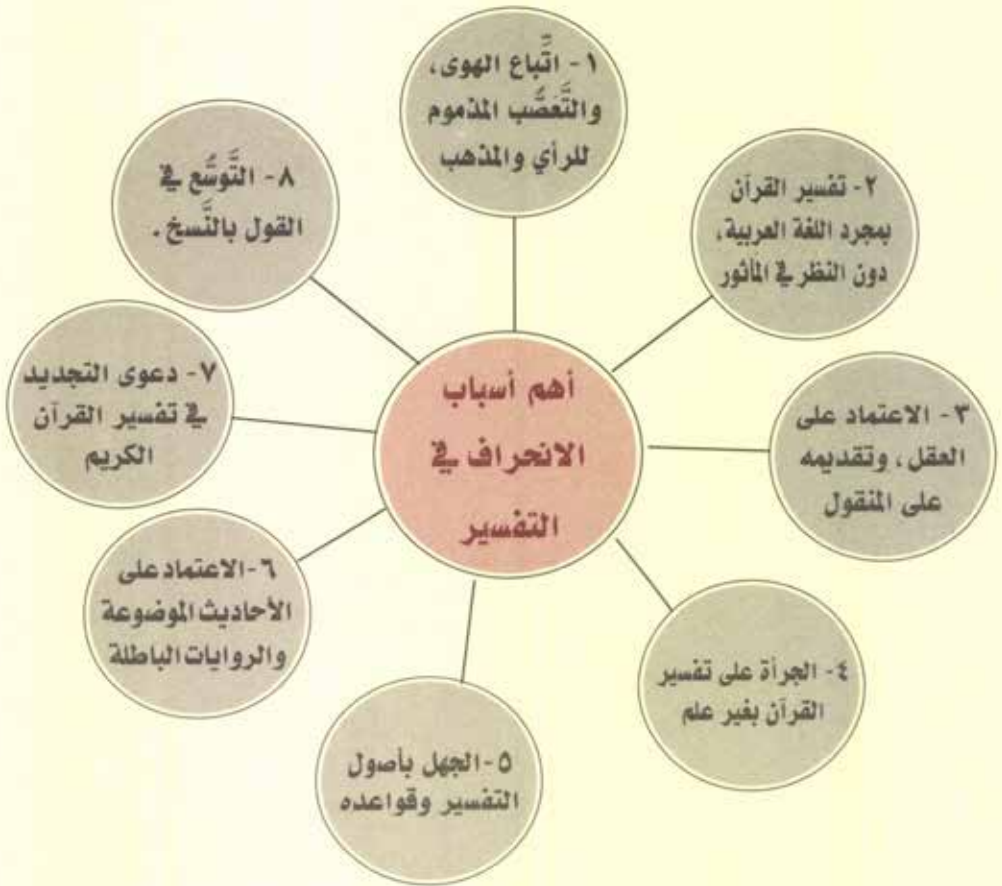 أهم أسباب
الانحراف في
التفسير
١- اتَّباع الهوى،
والتَّعَصُّب المذموم
للرأي والمذهب
٢- تفسير القرآن
بمجرد اللغة العربية،
دون النظر في المأثور
٣- الاعتماد على
العقل، وتقديمه
على المنقول
٤- الجرأة على تفسير
القرآن بغير علم
٥- الجهل بأصول
التفسير وقواعده
٦- الاعتماد على
الأحاديث الموضوعة
والروايات الباطلة
٧- دعوى التجديد
في تفسير القرآن
الكريم
٨- التَّوسُّع في
القول بالنَّسخ.